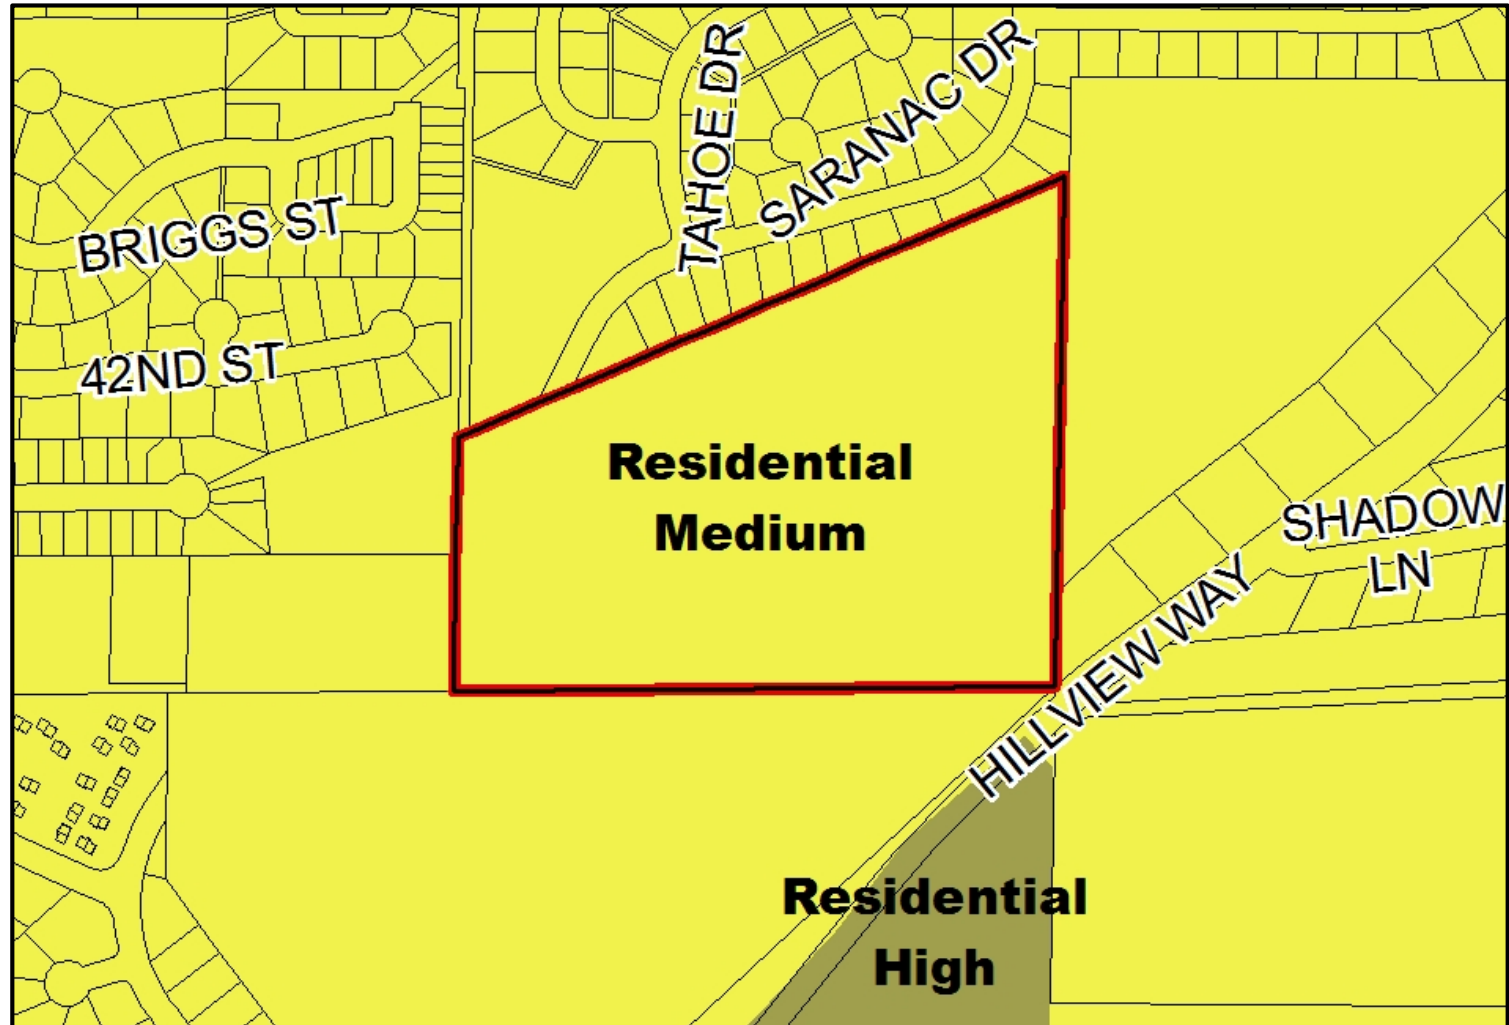 TAHOE DR
SARANAC DR
BRIGGS ST
42ND ST
Residential
Medium
SHADOW
LN
HILLVIEW WAY
Residential
High